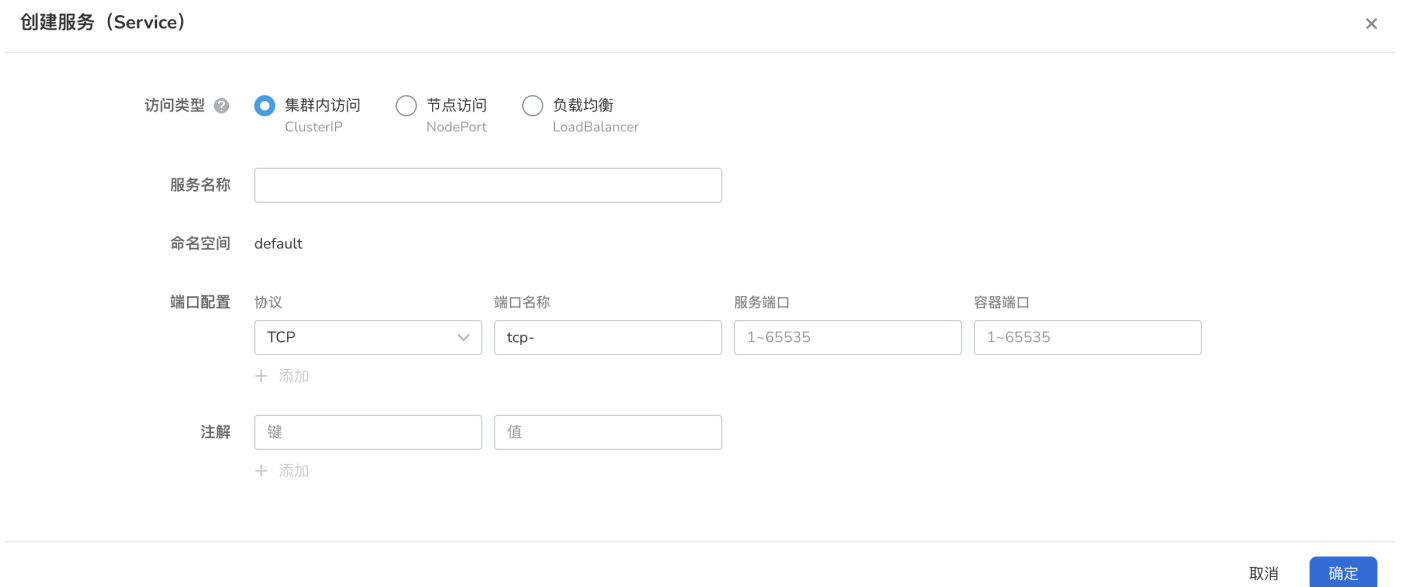 创建服务（Service）
×
访问类型 ?
集群内访问
ClusterIP
节点访问
NodePort
负载均衡
LoadBalancer
服务名称
命名空间 default
端口配置 协议 端口名称 服务端口 容器端口
TCP tcp- 1~65535 1~65535
+ 添加
注解 键 值
+ 添加
取消 确定